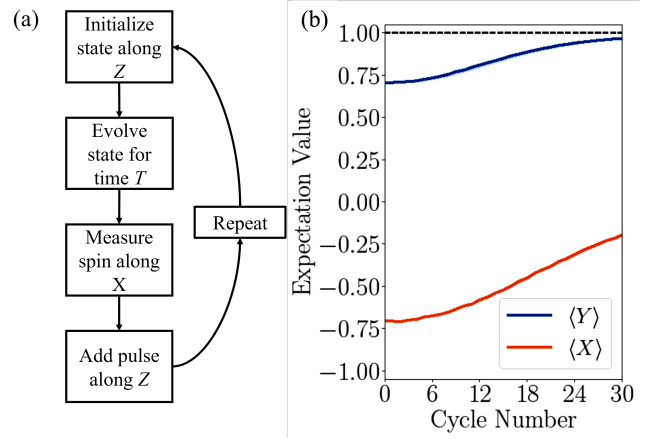 (a)
Initialize
state along
Z
Evolve
state for
time T
Measure
spin along
X
Add pulse
along Z
Repeat
(b)
Expectation Value
1.00
0.75
0.50
0.25
0.00
−0.25
−0.50
−0.75
−1.00
⟨Y⟩
⟨X⟩
0 6 12 18 24 30
Cycle Number